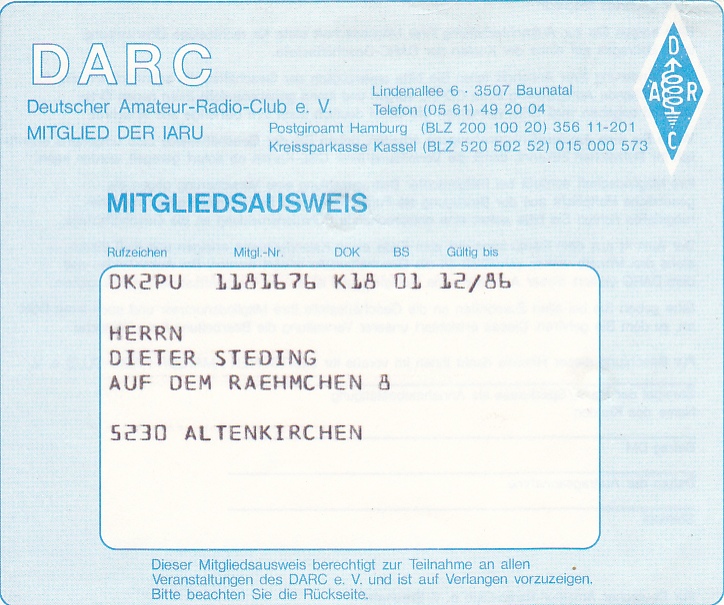 DARC
Deutscher Amateur-Radio-Club e. V.
MITGLIED DER IARU
Lindenallee 6 · 3507 Baunatal
Telefon (05 61) 49 20 04
Postgiroamt Hamburg (BLZ 200 100 20) 356 11-201
Kreissparkasse Kassel (BLZ 520 502 52) 015 000 573
D
A R
C
MITGLIEDSAUSWEIS
Rufzeichen Mitgl.-Nr. DOK BS Gültig bis
DK2PU 1181676 K18 01 12/86
HERRN
DIETER STEDING
AUF DEM RAEHMCHEN 8
5230 ALTENKIRCHEN
Dieser Mitgliedsausweis berechtigt zur Teilnahme an allen
Veranstaltungen des DARC e. V. und ist auf Verlangen vorzuzeigen.
Bitte beachten Sie die Rückseite.